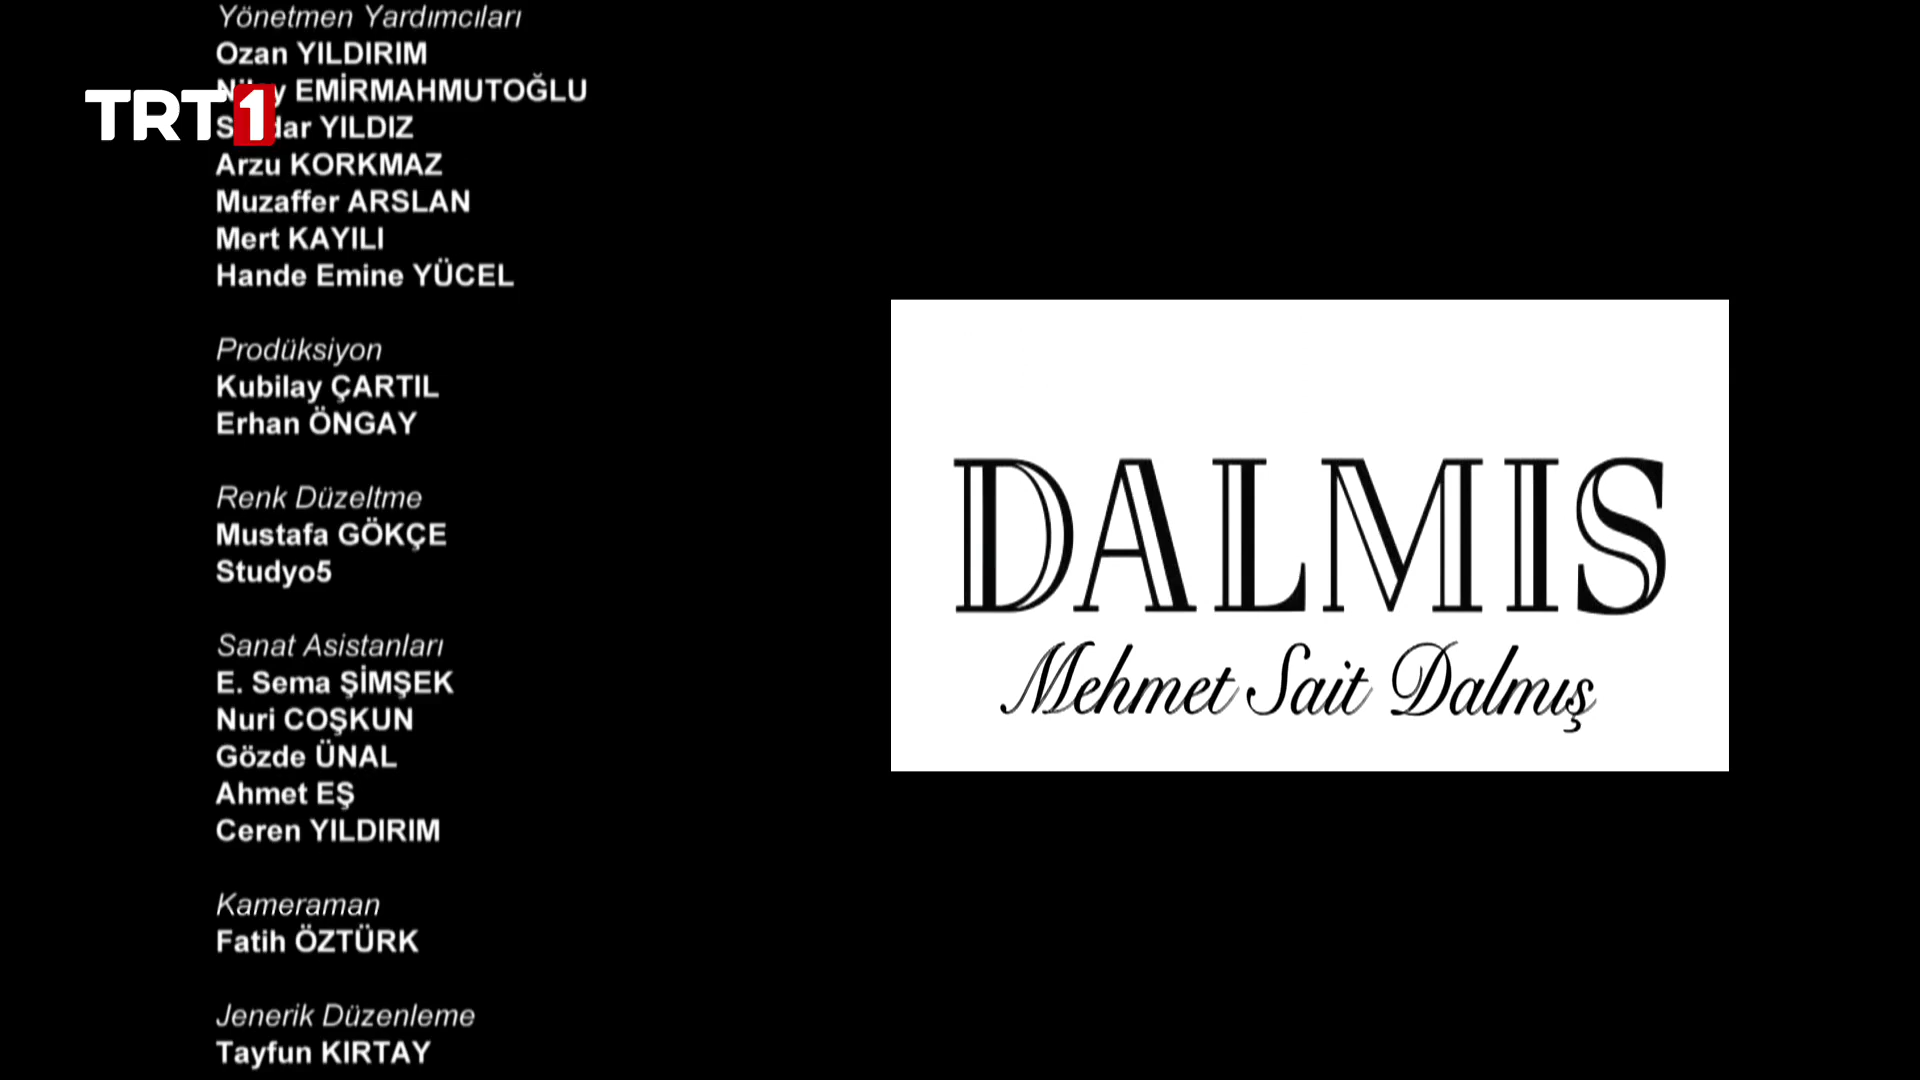 Yönetmen Yardımcıları
Ozan YILDIRIM
EMİRMAHMUTOĞLU
TRT1
YILDIZ
Arzu KORKMAZ
Muzaffer ARSLAN
Mert KAYILI
Hande Emine YÜCEL
Prodüksiyon
Kubilay ÇARTIL
Erhan ÖNGAY
Renk Düzeltme
Mustafa GÖKÇE
Studyo5
Sanat Asistanları
E. Sema ŞİMŞEK
Nuri COŞKUN
Gözde ÜNAL
Ahmet EŞ
Ceren YILDIRIM
Kameraman
Fatih ÖZTÜRK
Jenerik Düzenleme
Tayfun KIRTAY
DALMIS
Mehmet Sait Dalmış